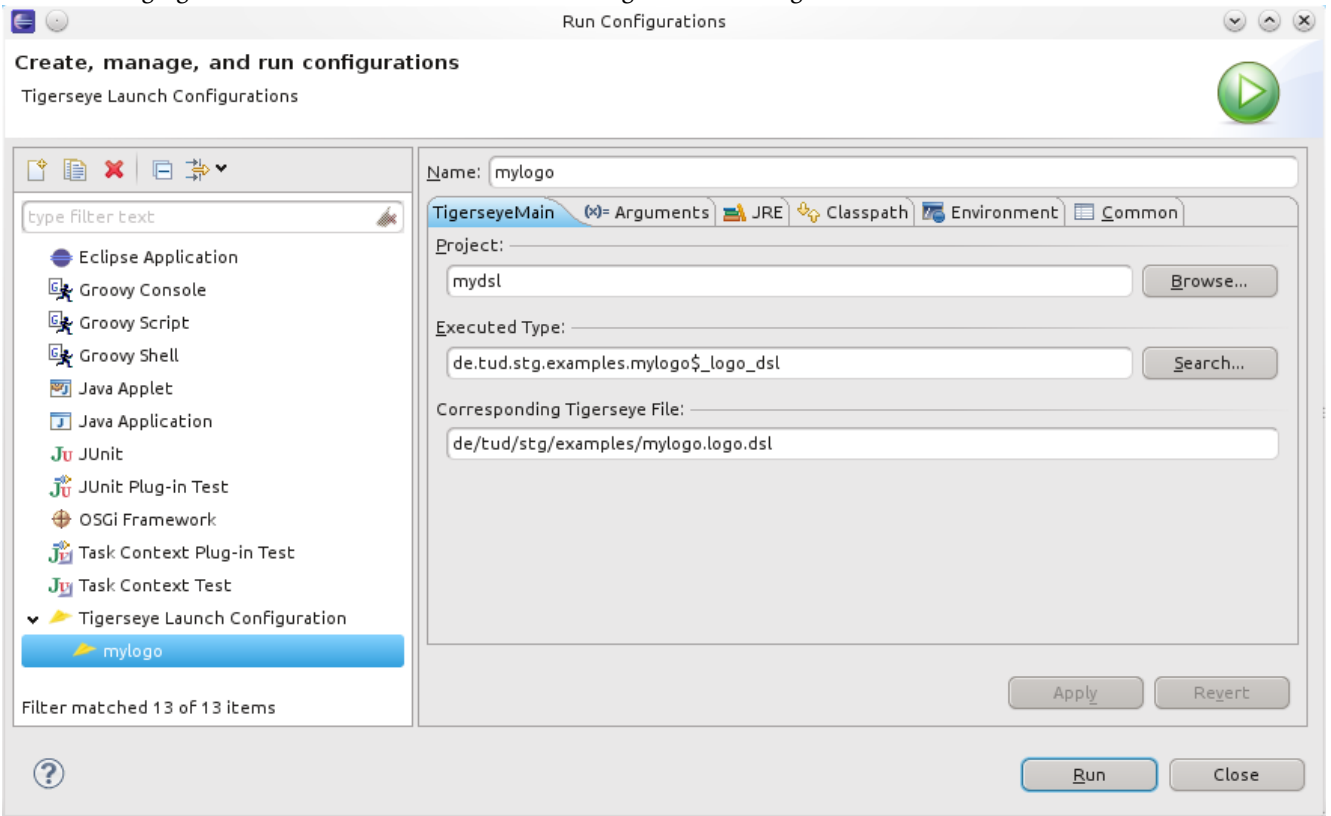 Run Configurations
Create, manage, and run configurations
Tigerseye Launch Configurations
type filter text
Eclipse Application
Groovy Console
Groovy Script
Groovy Shell
Java Applet
Java Application
JUnit
JUnit Plug-in Test
OSGi Framework
Task Context Plug-in Test
Task Context Test
Tigerseye Launch Configuration
mylogo
Filter matched 13 of 13 items
Name: mylogo
TigerseyeMain (x)= Arguments JRE Classpath Environment Common
Project:
mydsl Browse...
Executed Type:
de.tud.stg.examples.mylogo$_logo_dsl Search...
Corresponding Tigerseye File:
de/tud/stg/examples/mylogo.logo.dsl
Apply Revert
Run Close